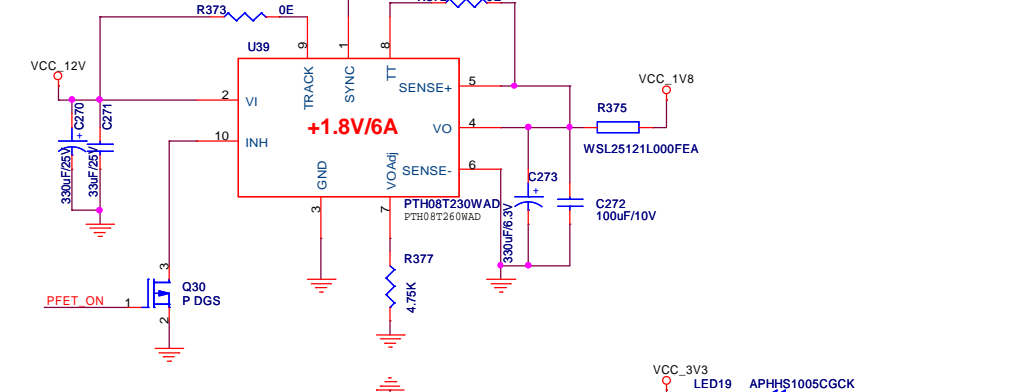 R373
0E
9
1
8
U39
VCC_12V
TRACK
SYNC
TT
SENSE+
5
VCC_1V8
2
VI
C270
C271
+
R375
+1.8V/6A
VO
4
10
INH
WSL25121L000FEA
330uF/25V
33uF/25V
GND
VOAdj
SENSE-
6
C273
+
3
7
PTH08T230WAD
PTH08T260WAD
330uF/6.3V
C272
100uF/10V
R377
4.75K
3
Q30
P DGS
PFET_ON
1
2
VCC_3V3
LED19
APHHS1005CGCK